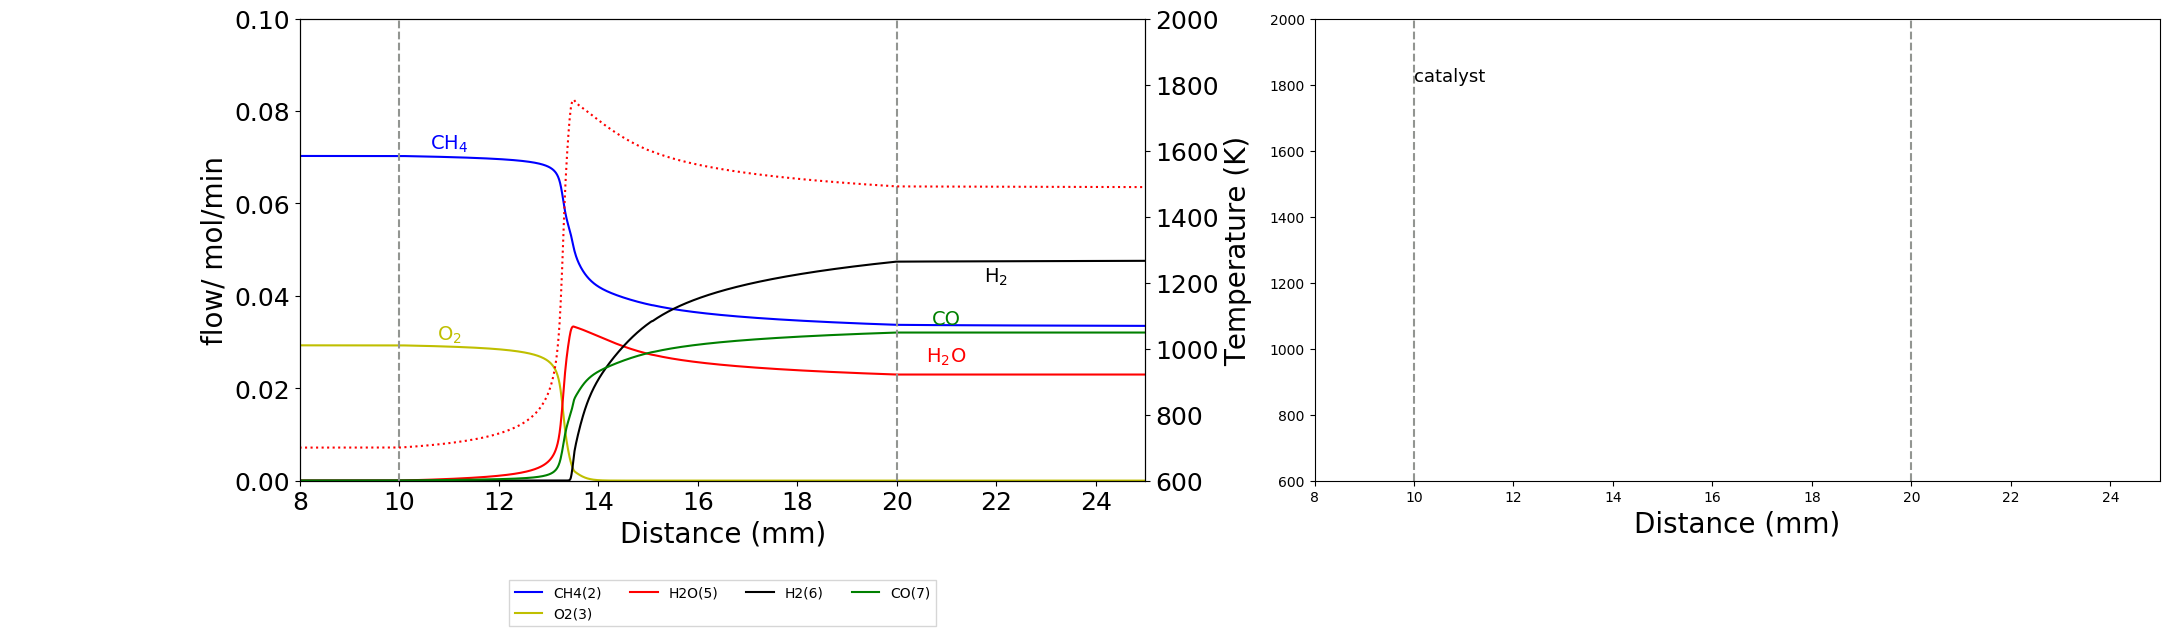 0.10
0.08
0.06
0.04
0.02
0.00
flow/ mol/min
CH₄
O₂
H₂
CO
H₂O
2000
1800
1600
1400
1200
1000
800
600
Temperature (K)
8 10 12 14 16 18 20 22 24
Distance (mm)
CH4(2) H2O(5) H2(6) CO(7)
O2(3)
2000
1800
1600
1400
1200
1000
800
600
catalyst
8 10 12 14 16 18 20 22 24
Distance (mm)